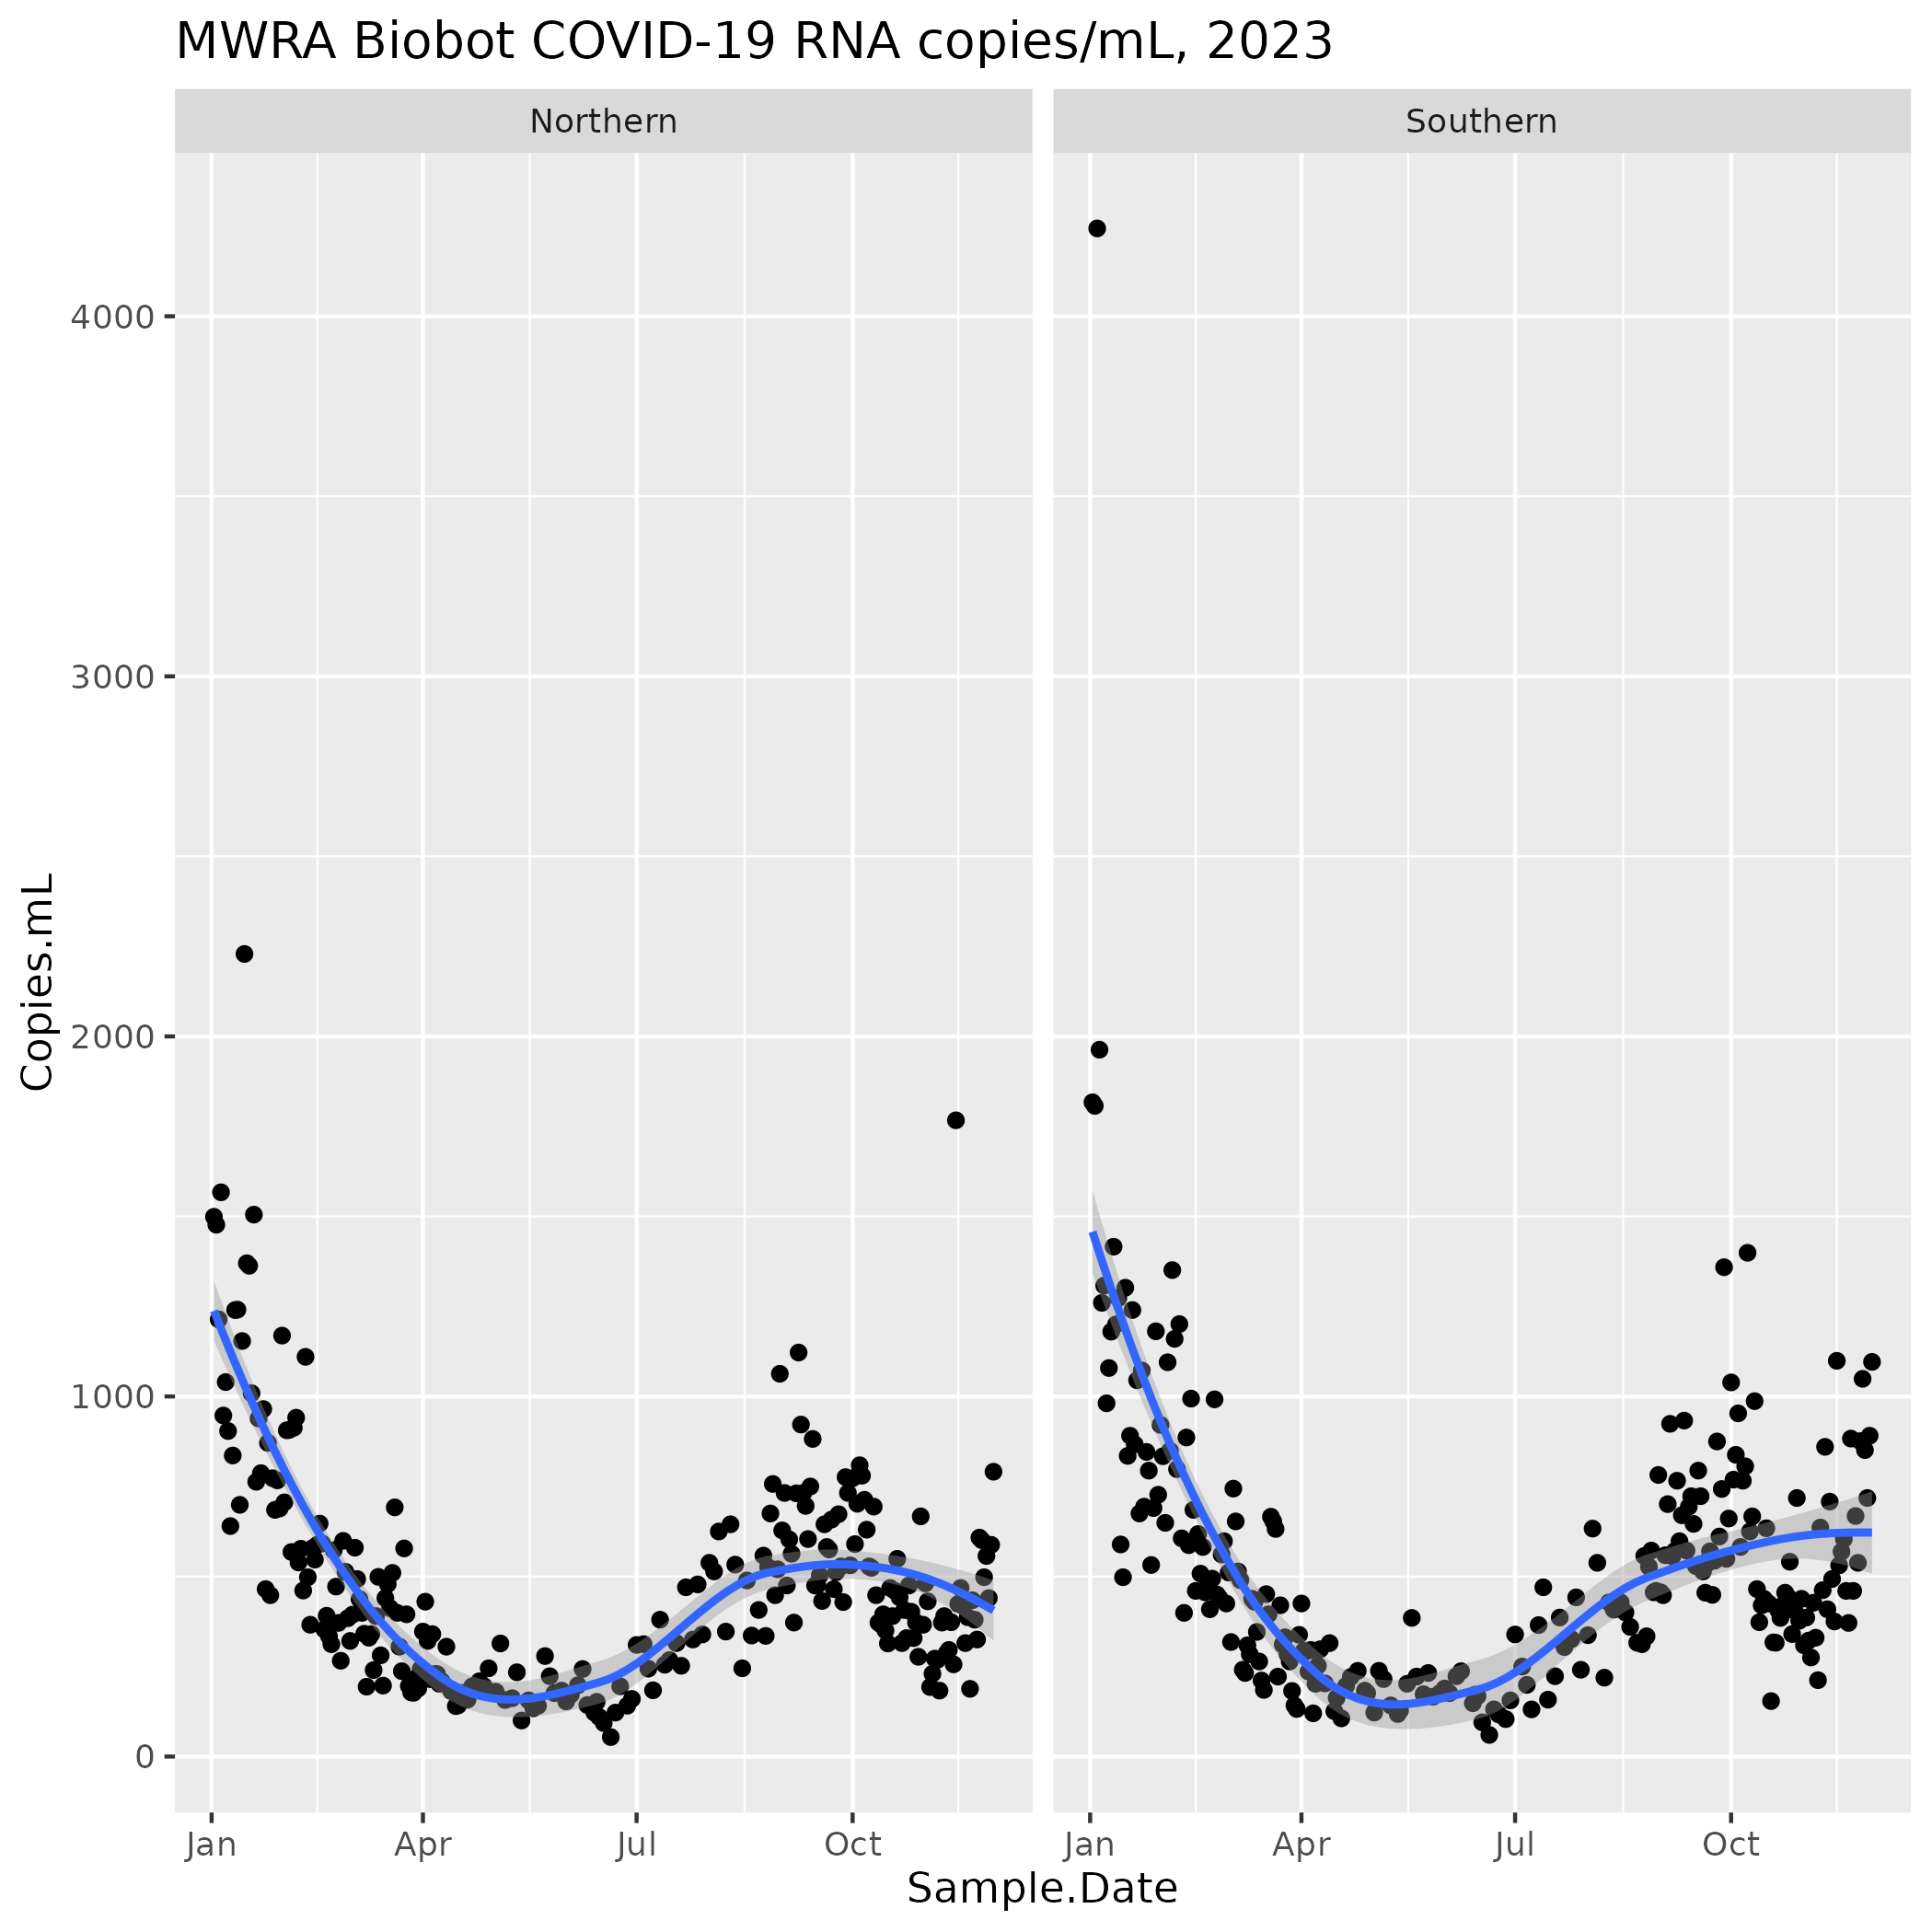 MWRA Biobot COVID-19 RNA copies/mL, 2023
Northern
Southern
4000
3000
2000
1000
0
Copies.mL
Jan Apr Jul Oct
Jan Apr Jul Oct
Sample.Date